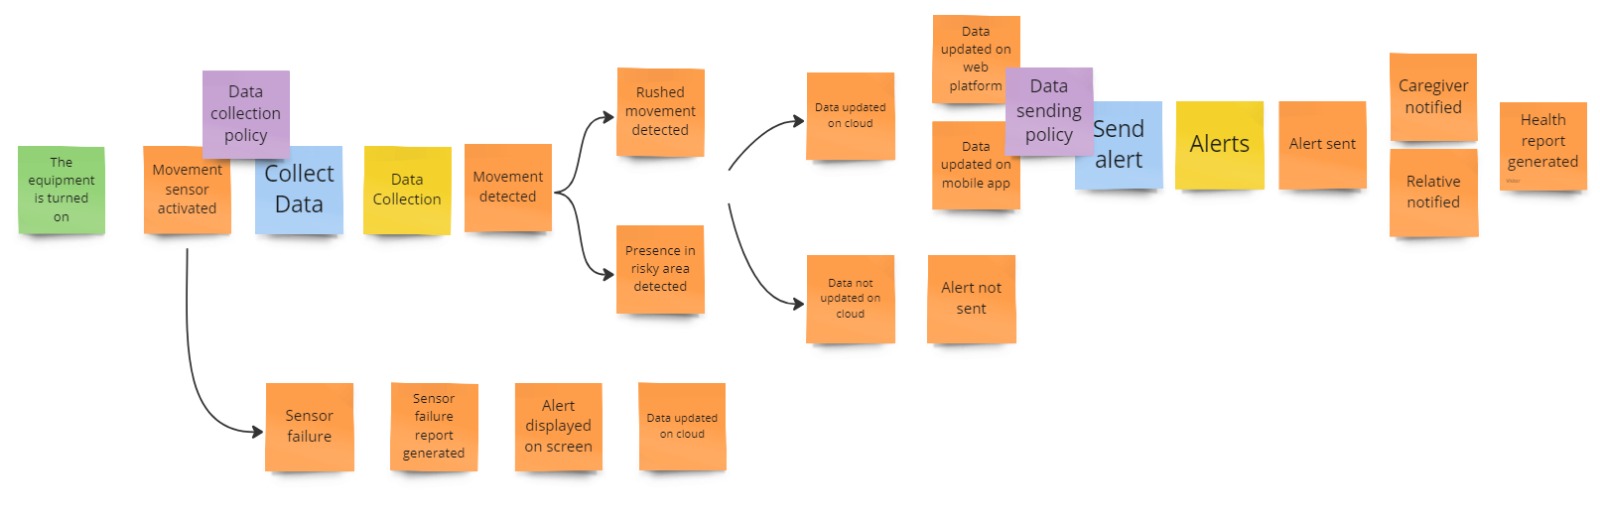 The
equipment
is turned
on
Data
collection
policy
Movement
sensor
activated
Collect
Data
Data
Collection
Movement
detected
Rushed
movement
detected
Presence in
risky area
detected
Data updated
on cloud
Data not
updated on
cloud
Data
updated on
web
platform
Data
updated on
mobile app
Alert not
sent
Data
sending
policy
Send
alert
Alerts
Alert sent
Caregiver
notified
Relative
notified
Health
report
generated
Sensor
failure
Sensor
failure
report
generated
Alert
displayed
on screen
Data updated
on cloud